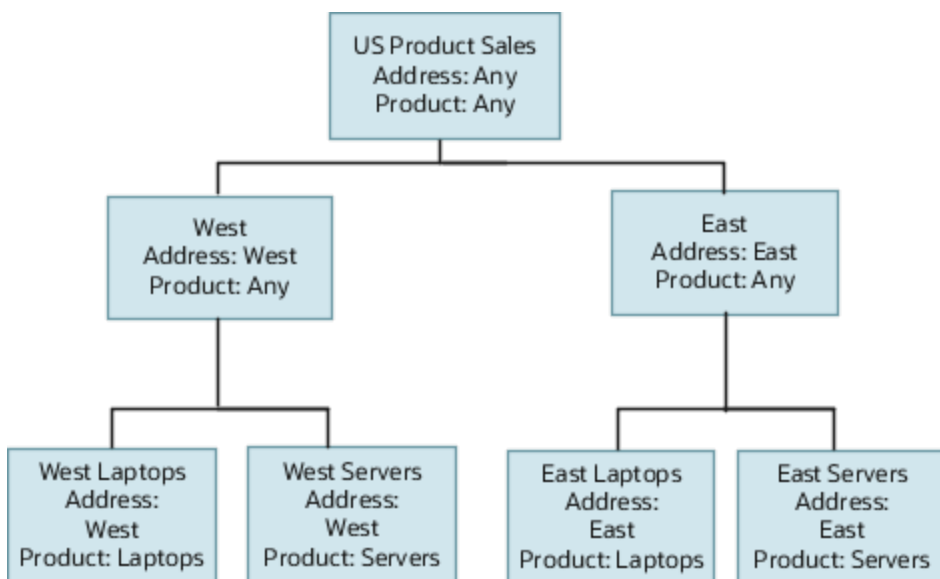 US Product Sales
Address: Any
Product: Any
West
Address: West
Product: Any
East
Address: East
Product: Any
West Laptops
Address:
West
Product: Laptops
West Servers
Address:
West
Product: Servers
East Laptops
Address:
East
Product: Laptops
East Servers
Address:
East
Product: Servers